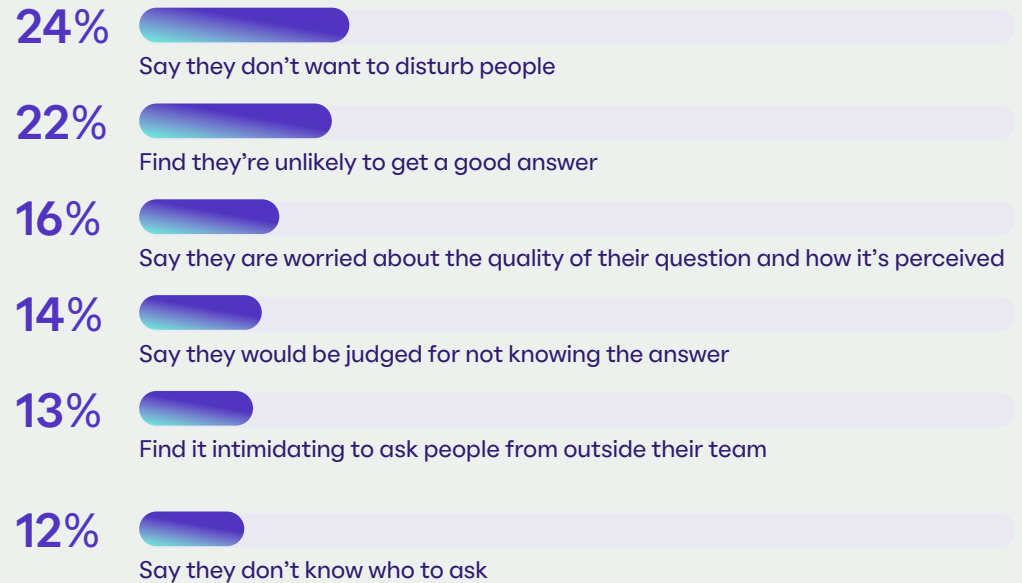 24%
Say they don’t want to disturb people
22%
Find they’re unlikely to get a good answer
16%
Say they are worried about the quality of their question and how it’s perceived
14%
Say they would be judged for not knowing the answer
13%
Find it intimidating to ask people from outside their team
12%
Say they don’t know who to ask